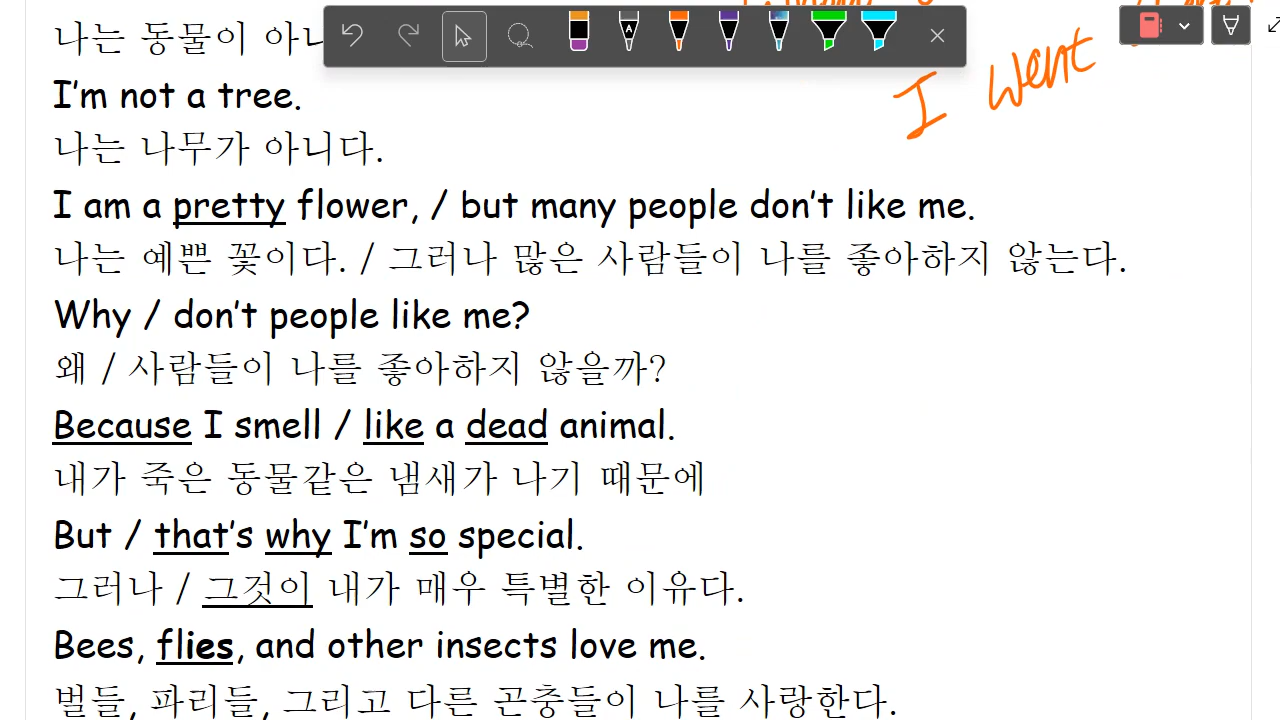 나는 동물이
I went
I'm not a tree.
나는 나무가 아니다.
I am a pretty flower, / but many people don't like me.
나는 예쁜 꽃이다. / 그러나 많은 사람들이 나를 좋아하지 않는다.
Why / don't people like me?
왜 / 사람들이 나를 좋아하지 않을까?
Because I smell / like a dead animal.
내가 죽은 동물같은 냄새가 나기 때문에
But / that's why I'm so special.
그러나 / 그것이 내가 매우 특별한 이유다.
Bees, flies, and other insects love me.
벌들, 파리들, 그리고 다른 곤충들이 나를 사랑한다.